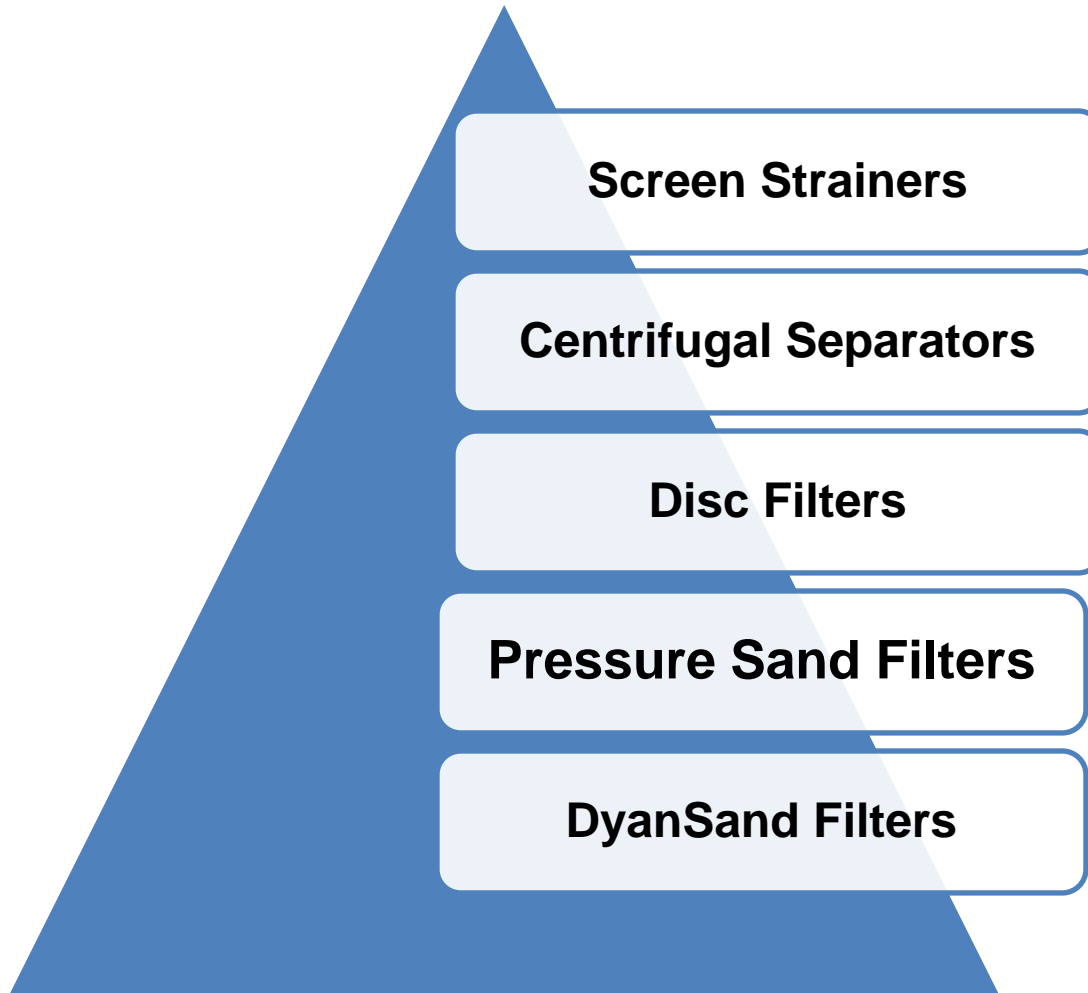 Screen Strainers
Centrifugal Separators
Disc Filters
Pressure Sand Filters
DyanSand Filters